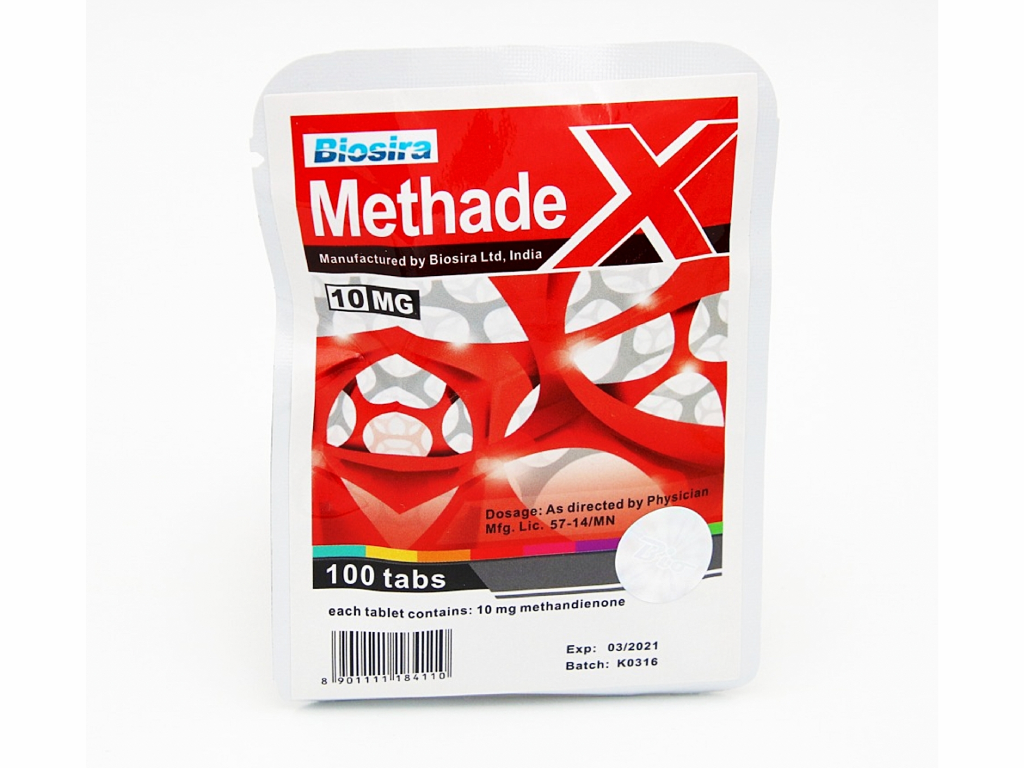 Biosira
Methade X
Manufactured by Biosira Ltd, India
10 MG
Dosage: As directed by Physician
Mfg. Lic. 57-14/MN
100 tabs
each tablet contains: 10 mg methandienone
8 901111 184110
Exp: 03/2021
Batch: K0316